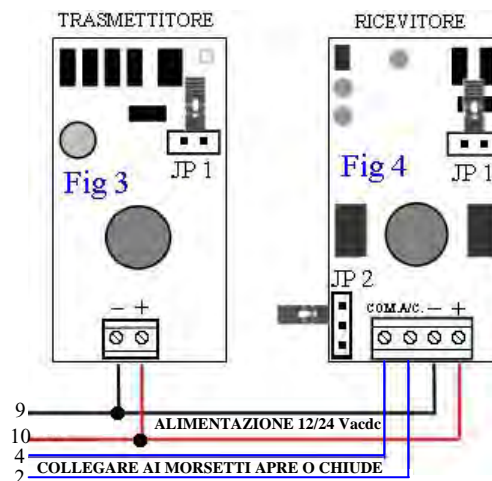 TRASMETTITORE
RICEVITORE
JP 1
Fig 3
JP 1
Fig 4
JP 2
- +
COM.A/C. - +
9
ALIMENTAZIONE 12/24 Vacdc
10
4
COLLEGARE AI MORSETTI APRE O CHIUDE
2